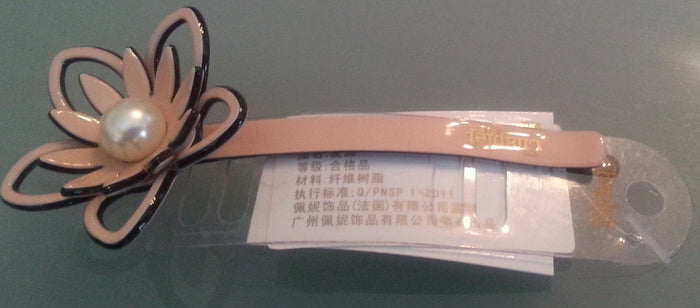 等级:合格品
材料:纤维树脂
执行标准:Q/PNSP 1-2011
佩妮饰品(法国)有限公司
广州佩妮饰品有限公司